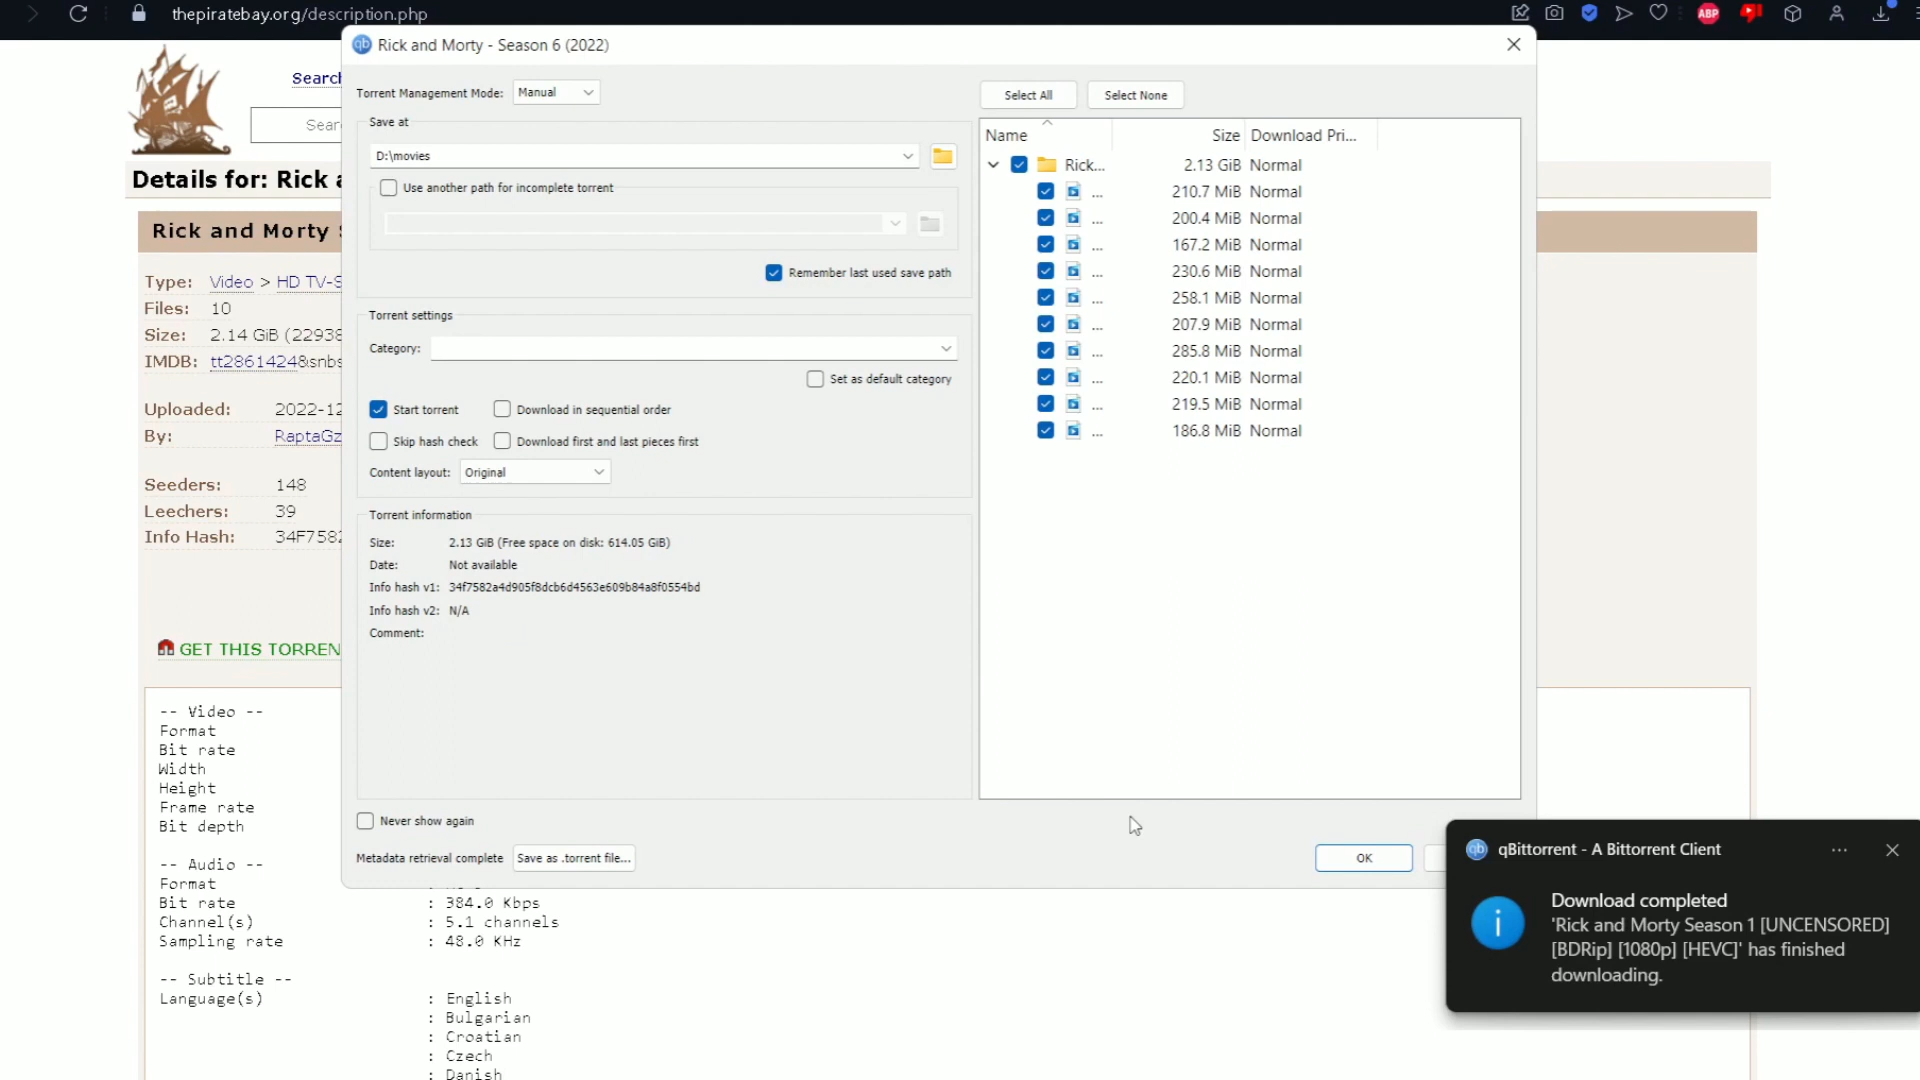 thepiratebay.org/description.php
ABP
qb Rick and Morty - Season 6 (2022)
Search
Sear
Details for: Rick a
Rick and Morty
Type: Video > HD TV-S
Files: 10
Size: 2.14 GiB (22938
IMDB: tt2861424&snbs
Uploaded: 2022-12
By: RaptaGz
Seeders: 148
Leechers: 39
Info Hash: 34F7582
GET THIS TORREN
-- Video --
Format
Bit rate
Width
Height
Frame rate
Bit depth
-- Audio --
Format
Bit rate : 384.0 Kbps
Channel(s) : 5.1 channels
Sampling rate : 48.0 KHz
-- Subtitle --
Language(s) : English
: Bulgarian
: Croatian
: Czech
: Danish
Torrent Management Mode: Manual
Save at
D:\movies
Use another path for incomplete torrent
Remember last used save path
Torrent settings
Category:
Set as default category
Start torrent Download in sequential order
Skip hash check Download first and last pieces first
Content layout: Original
Torrent information
Size: 2.13 GiB (Free space on disk: 614.05 GiB)
Date: Not available
Info hash v1: 34f7582a4d905f8dcb6d4563e609b84a8f0554bd
Info hash v2: N/A
Comment:
Never show again
Metadata retrieval complete Save as .torrent file...
Select All Select None
Name Size Download Pri...
Rick... 2.13 GiB Normal
... 210.7 MiB Normal
... 200.4 MiB Normal
... 167.2 MiB Normal
... 230.6 MiB Normal
... 258.1 MiB Normal
... 207.9 MiB Normal
... 285.8 MiB Normal
... 220.1 MiB Normal
... 219.5 MiB Normal
... 186.8 MiB Normal
OK
qb qBittorrent - A Bittorrent Client
Download completed
'Rick and Morty Season 1 [UNCENSORED]
[BDRip] [1080p] [HEVC]' has finished
downloading.